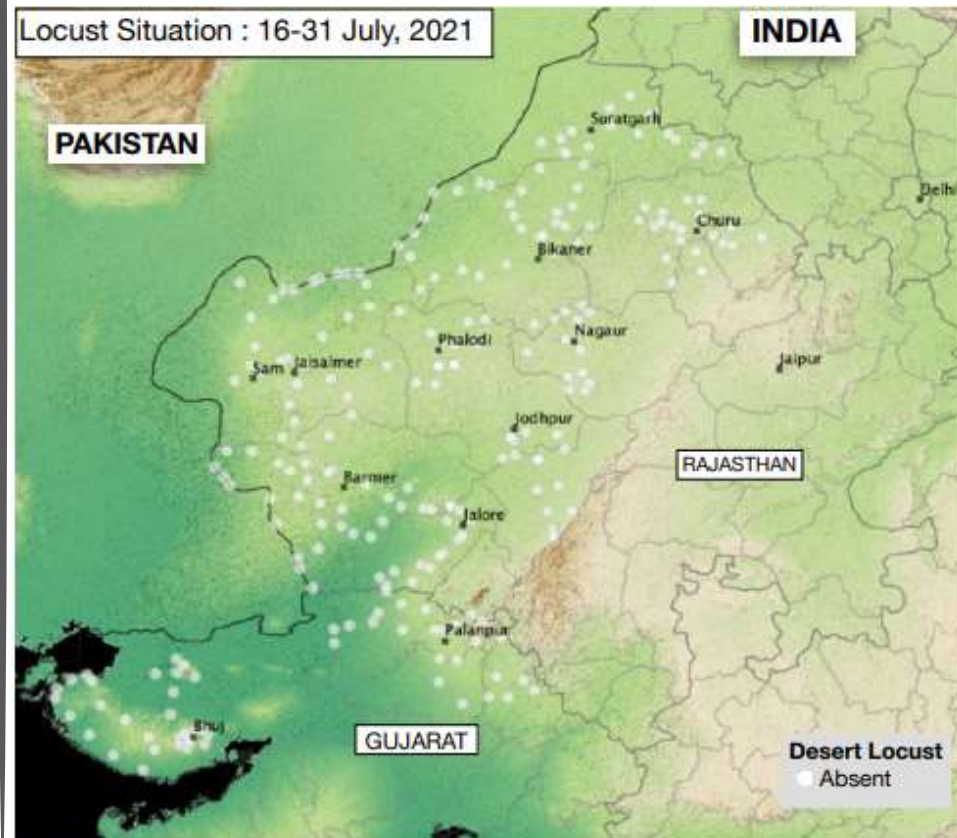 Locust Situation : 16-31 July, 2021
INDIA
PAKISTAN
Suratgarh
Delhi
Churu
Bikaner
Phalodi
Nagaur
Sam
Jaisalmer
Jaipur
Jodhpur
RAJASTHAN
Barmer
Jalore
Palanpur
Bhuj
GUJARAT
Desert Locust
Absent